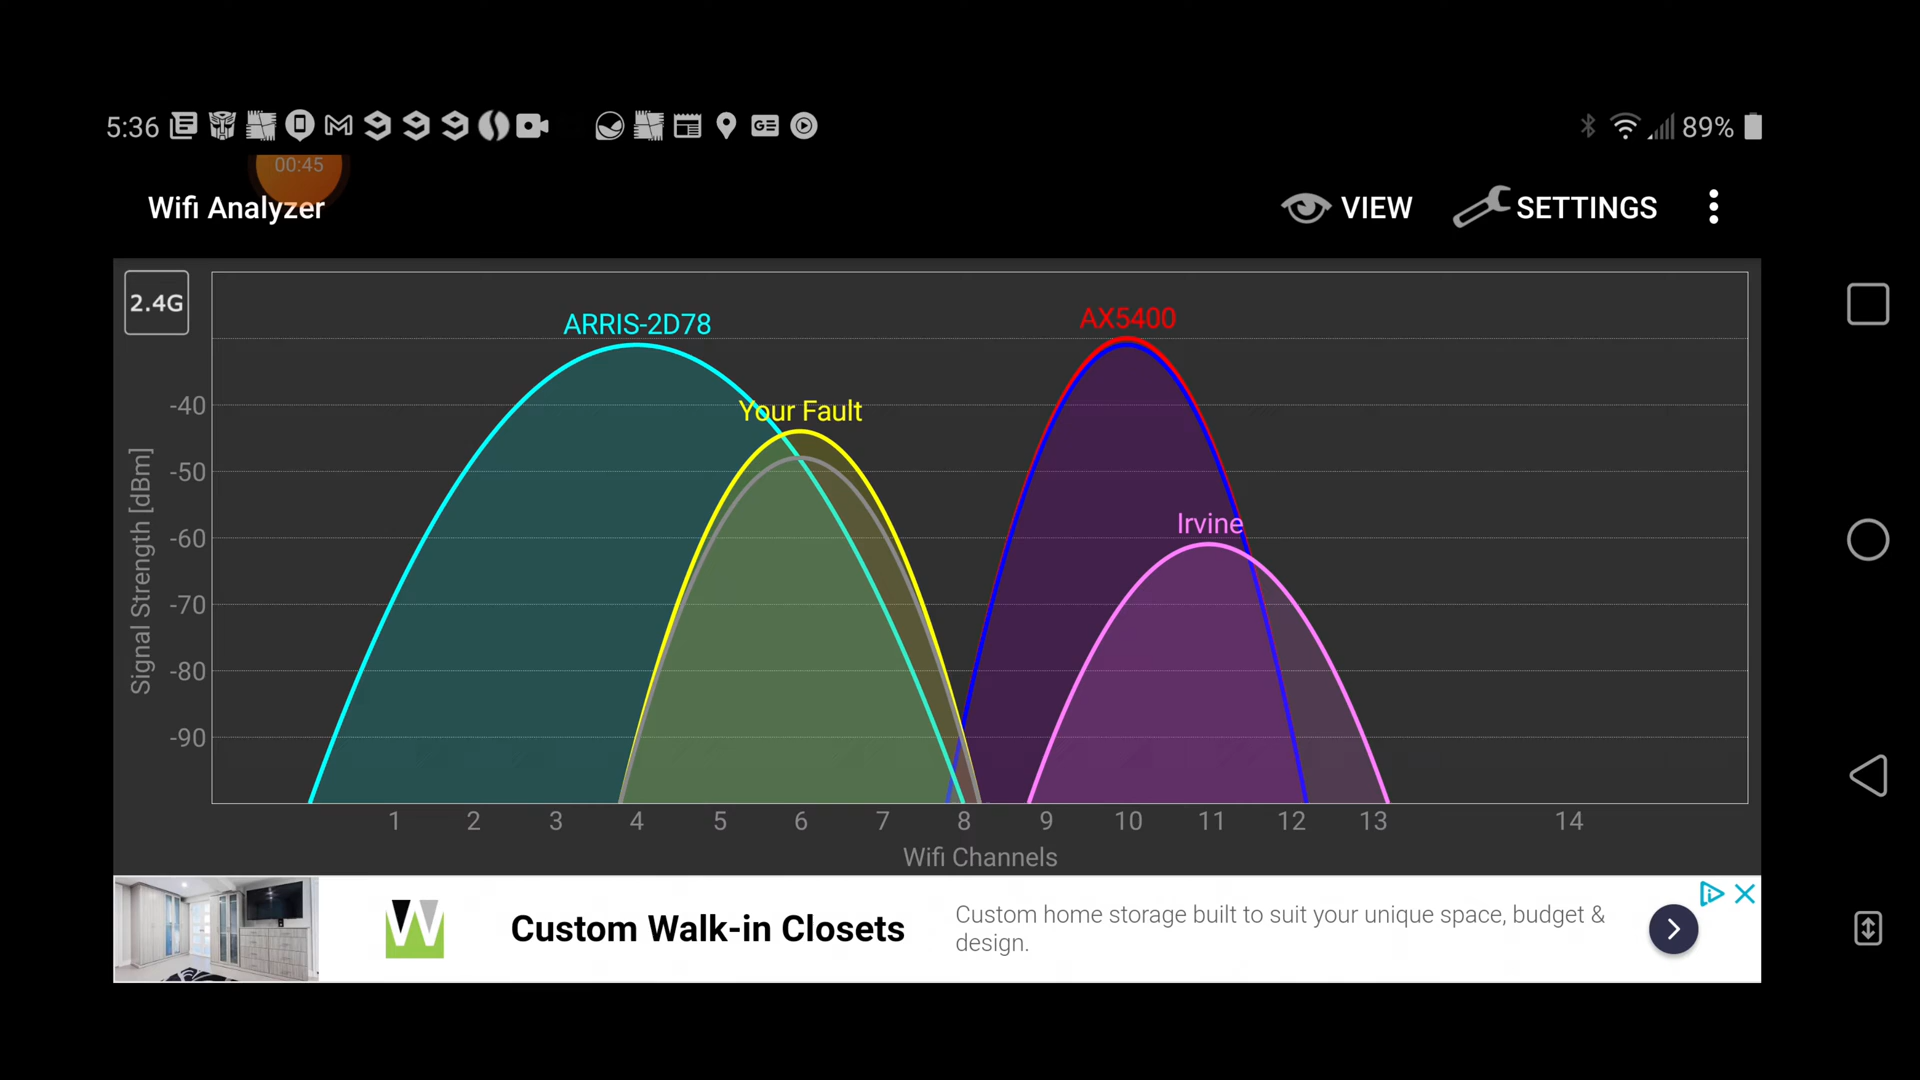 5:36
GE
89%
00:45
Wifi Analyzer
VIEW
SETTINGS
2.4G
ARRIS-2D78
AX5400
Your Fault
Irvine
-40
-50
-60
-70
-80
-90
Signal Strength [dBm]
1 2 3 4 5 6 7 8 9 10 11 12 13 14
Wifi Channels
W
Custom Walk-in Closets
Custom home storage built to suit your unique space, budget &
design.